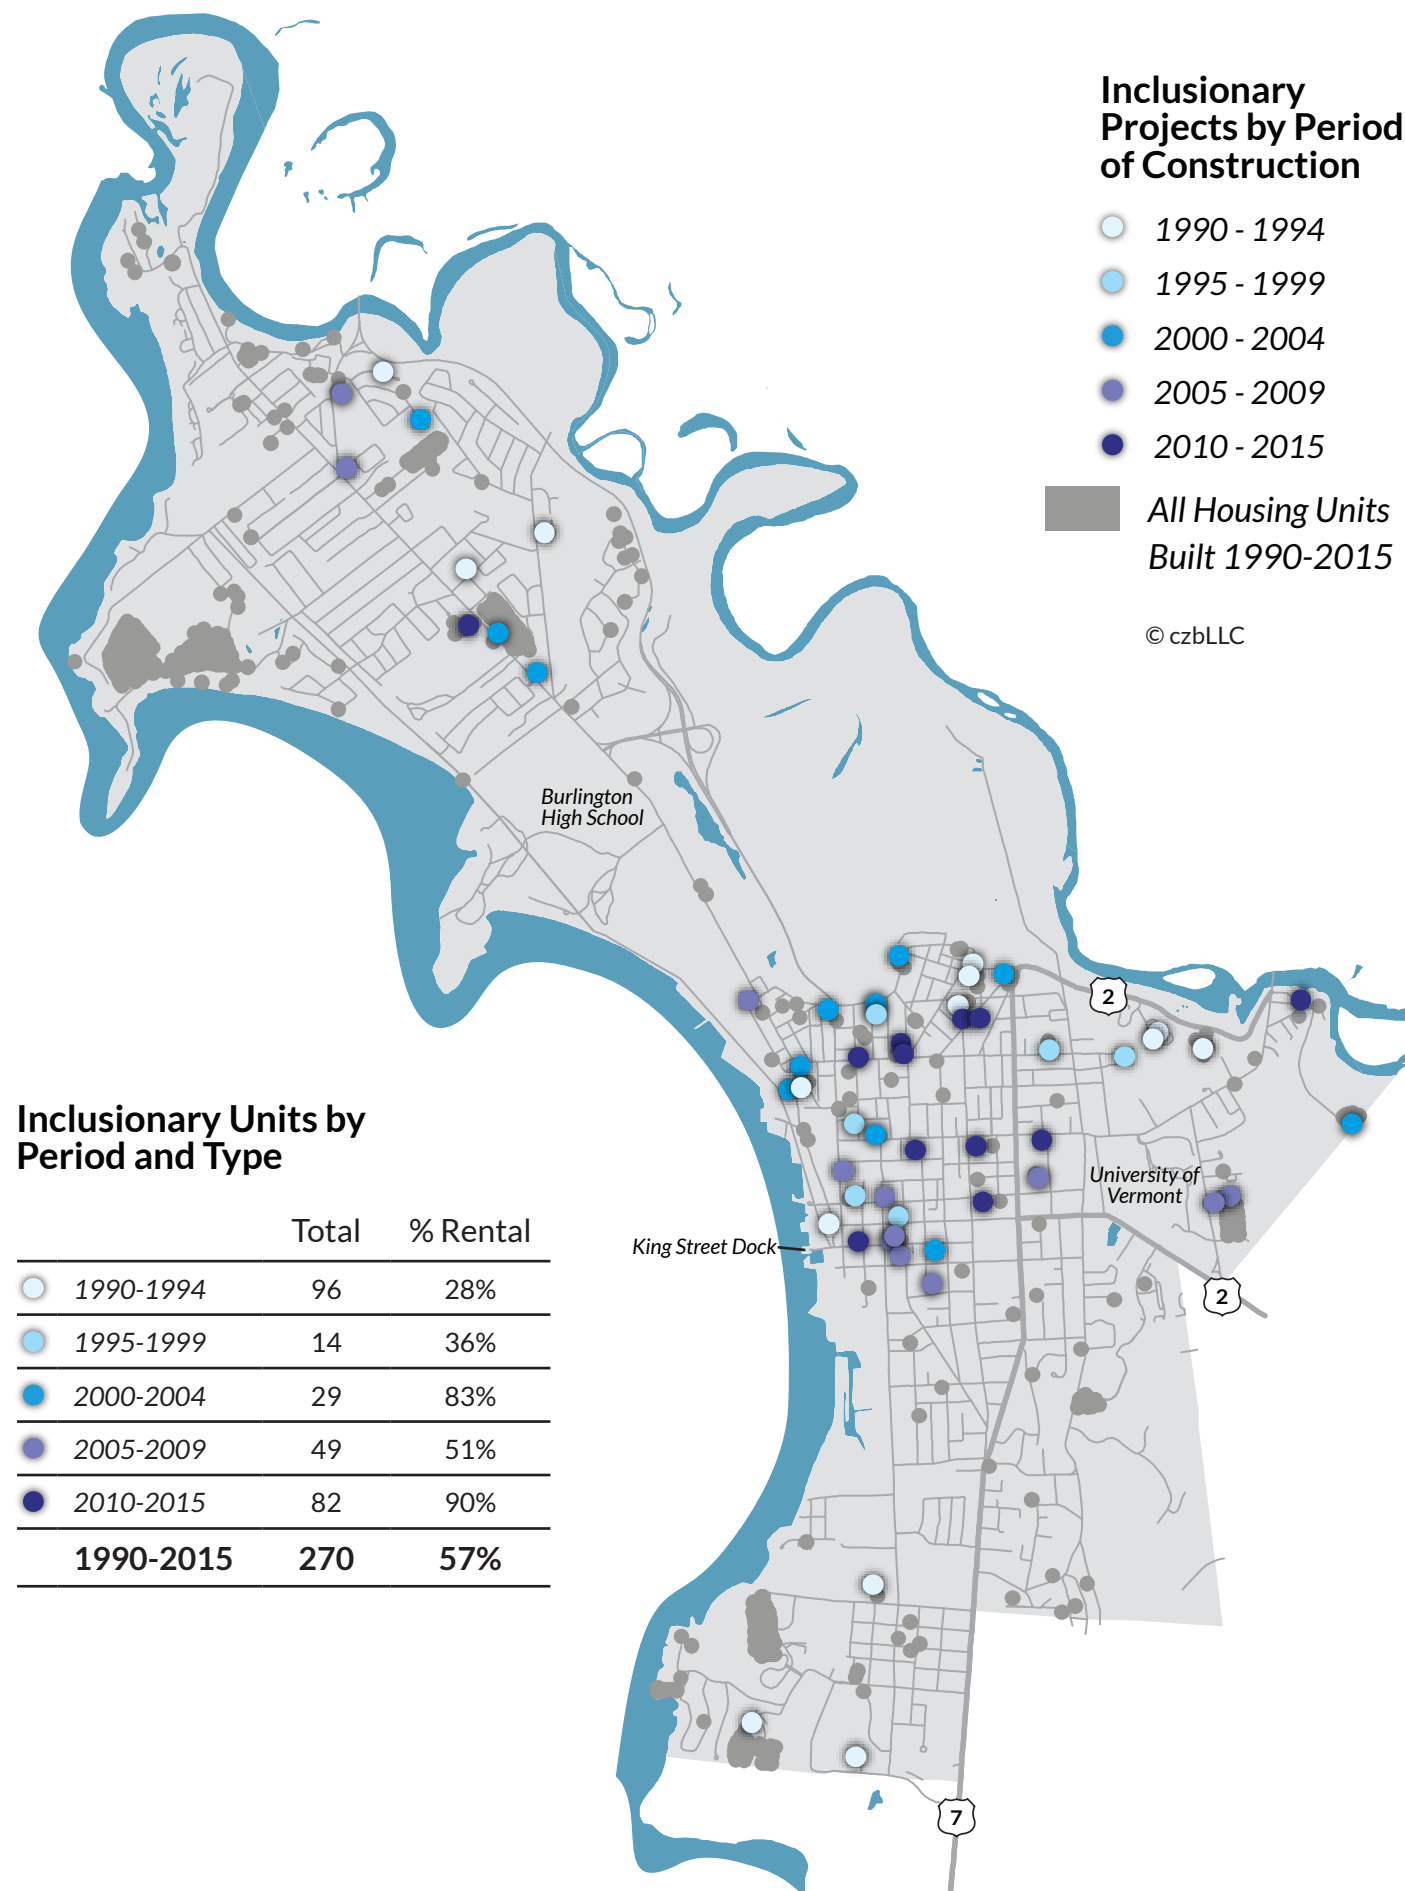 Inclusionary
Projects by Period
of Construction
1990 - 1994
1995 - 1999
2000 - 2004
2005 - 2009
2010 - 2015
All Housing Units
Built 1990-2015
© czbLLC
Burlington
High School
2
University of
Vermont
King Street Dock
2
7
Inclusionary Units by
Period and Type
Total % Rental
1990-1994 96 28%
1995-1999 14 36%
2000-2004 29 83%
2005-2009 49 51%
2010-2015 82 90%
1990-2015 270 57%